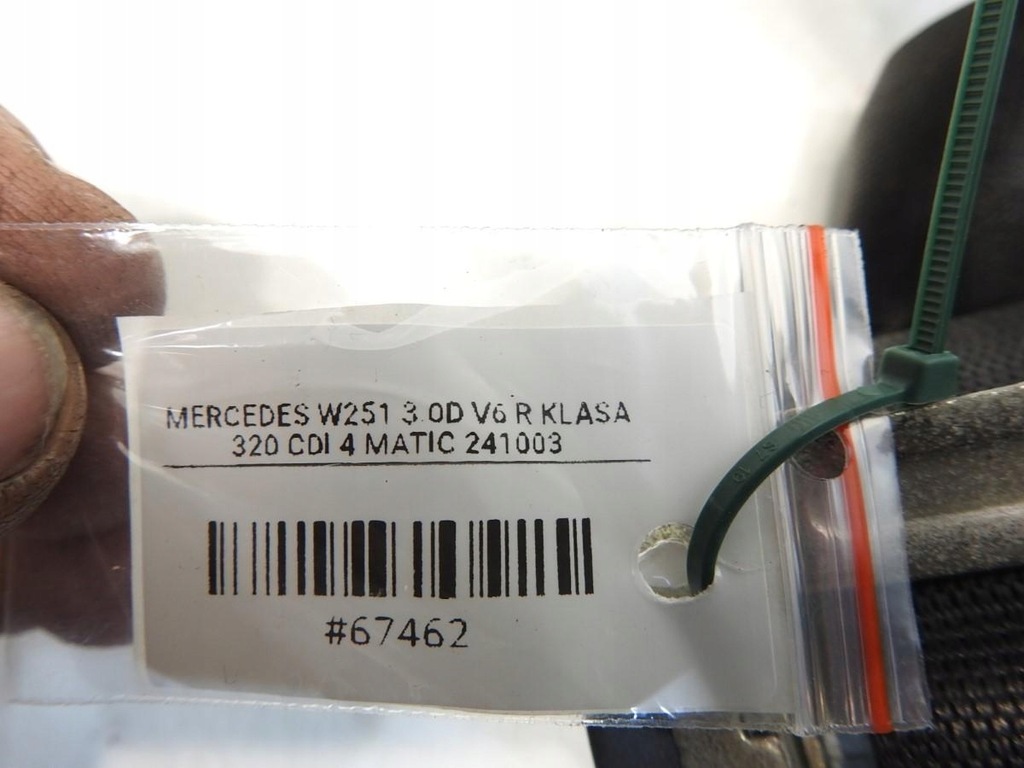 MERCEDES W251 3.0D V6 R KLASA
320 CDI 4 MATIC 241003
#67462